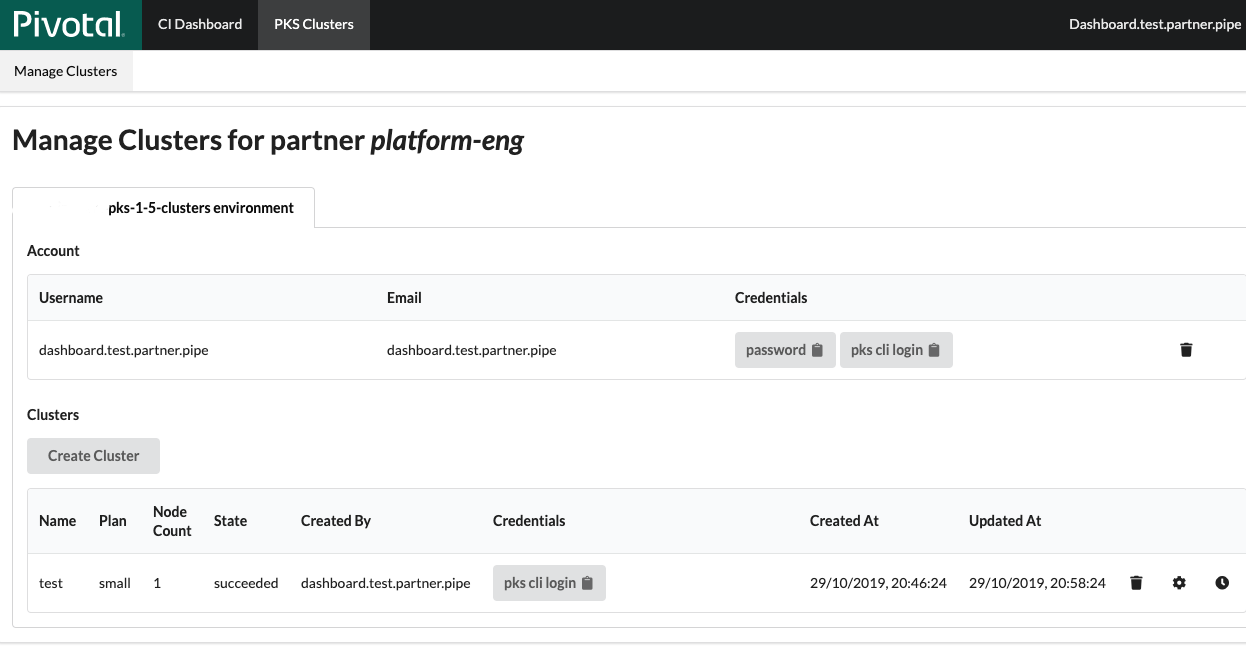 Pivotal. CI Dashboard PKS Clusters Dashboard.test.partner.pipe
Manage Clusters
Manage Clusters for partner platform-eng
pks-1-5-clusters environment
Account
Username Email Credentials
dashboard.test.partner.pipe dashboard.test.partner.pipe password pks cli login
Clusters
Create Cluster
Name Plan Node Count State Created By Credentials Created At Updated At
test small 1 succeeded dashboard.test.partner.pipe pks cli login 29/10/2019, 20:46:24 29/10/2019, 20:58:24